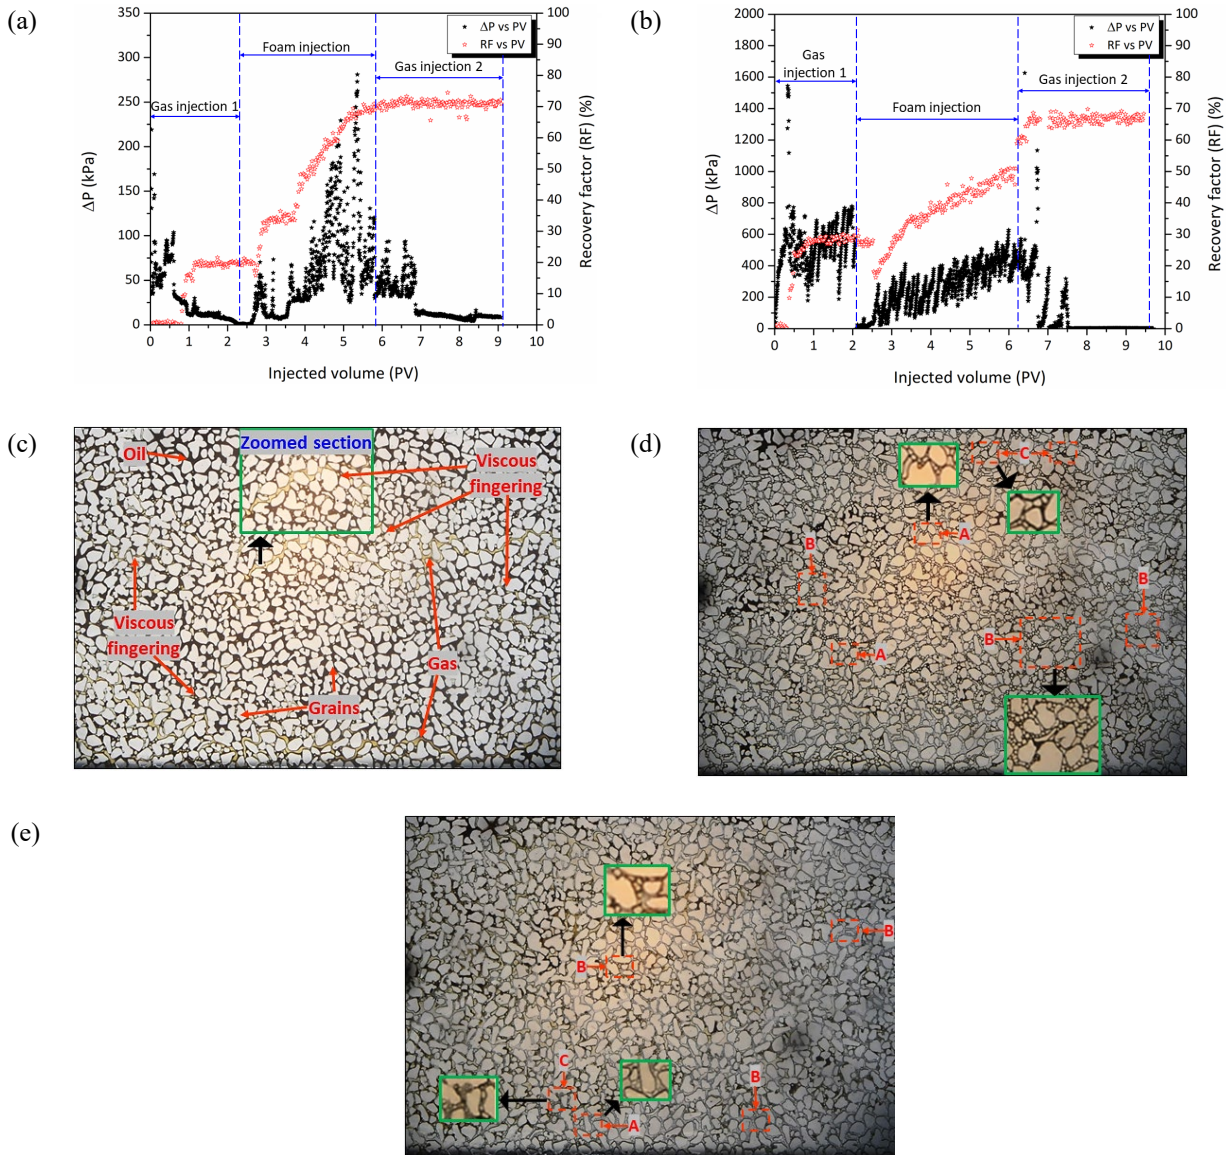 (a)
350
300
250
200
150
100
50
0
ΔP (kPa)
100
90
80
70
60
50
40
30
20
10
0
Recovery factor (RF) (%)
ΔP vs PV
RF vs PV
Foam injection
Gas injection 2
Gas injection 1
0 1 2 3 4 5 6 7 8 9 10
Injected volume (PV)
(b)
2000
1800
1600
1400
1200
1000
800
600
400
200
0
ΔP (kPa)
100
90
80
70
60
50
40
30
20
10
0
Recovery factor (RF) (%)
ΔP vs PV
RF vs PV
Gas
injection 1
Gas injection 2
Foam injection
0 1 2 3 4 5 6 7 8 9 10
Injected volume (PV)
(c)
Zoomed section
Oil
Viscous
fingering
Viscous
fingering
Gas
Grains
(d)
C
A
B
B
B
A
(e)
B
B
C
B
A